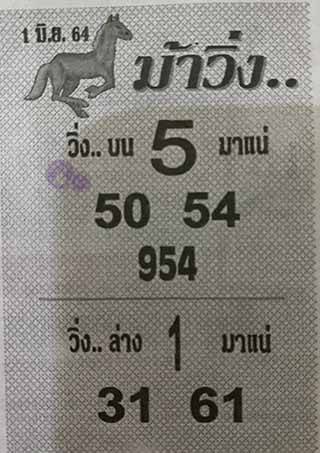 1 มิ.ย. 64
ม้าวิ่ง..
วิ่ง.. บน 5 มาแน่
50 54
954
วิ่ง.. ล่าง 1 มาแน่
31 61